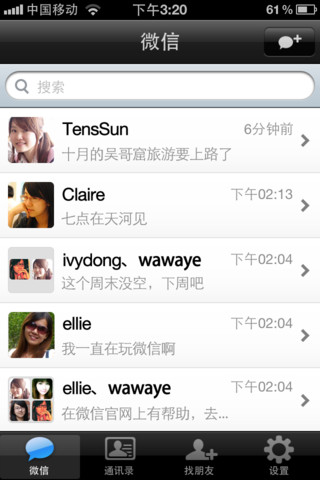 中国移动 下午3:20 61%
微信
搜索
TensSun 6分钟前
十月的吴哥窟旅游要上路了
Claire 下午02:13
七点在天河见
ivydong、wawaye 下午02:04
这个周末没空，下周吧
ellie 下午02:04
我一直在玩微信啊
ellie、wawaye 下午02:04
在微信官网上有帮助，去...
微信 通讯录 找朋友 设置